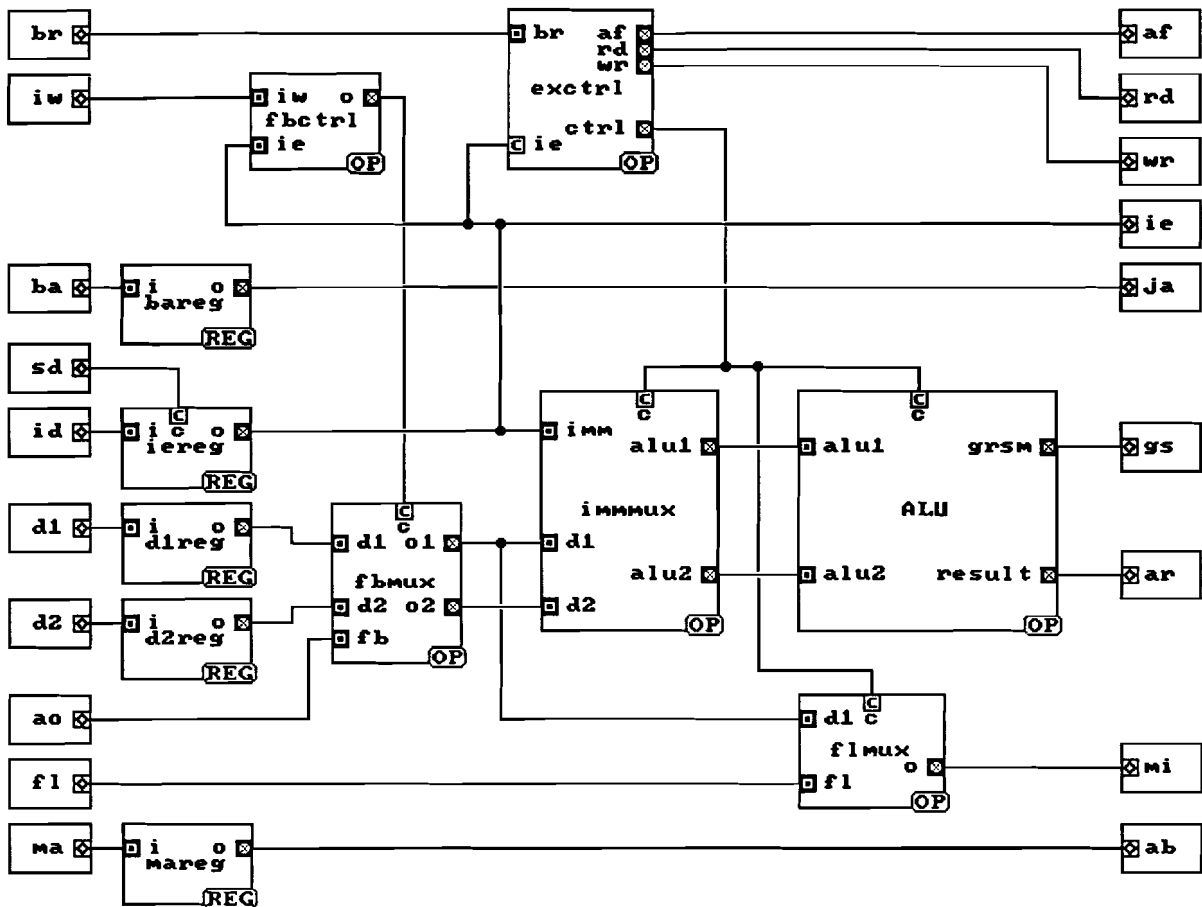 br
br af
af
rd
wr
exctrl
ctrl
C ie
OP
iw
iw o
fbctrl
ie
OP
rd
wr
ie
ba
i o
bareg
REG
ja
sd
id
C
i c o
iereg
REG
C
c
imm
alu1
immmux
d1
alu2
d2
OP
C
c
alu1 grsm
ALU
alu2 result
OP
gs
ar
d1
i o
d1reg
REG
d2
i o
d2reg
REG
C
c
d1 o1
fbmux
d2 o2
fb
OP
ao
fl
C
d1 c
flmux
o
fl
OP
mi
ma
i o
mareg
REG
ab